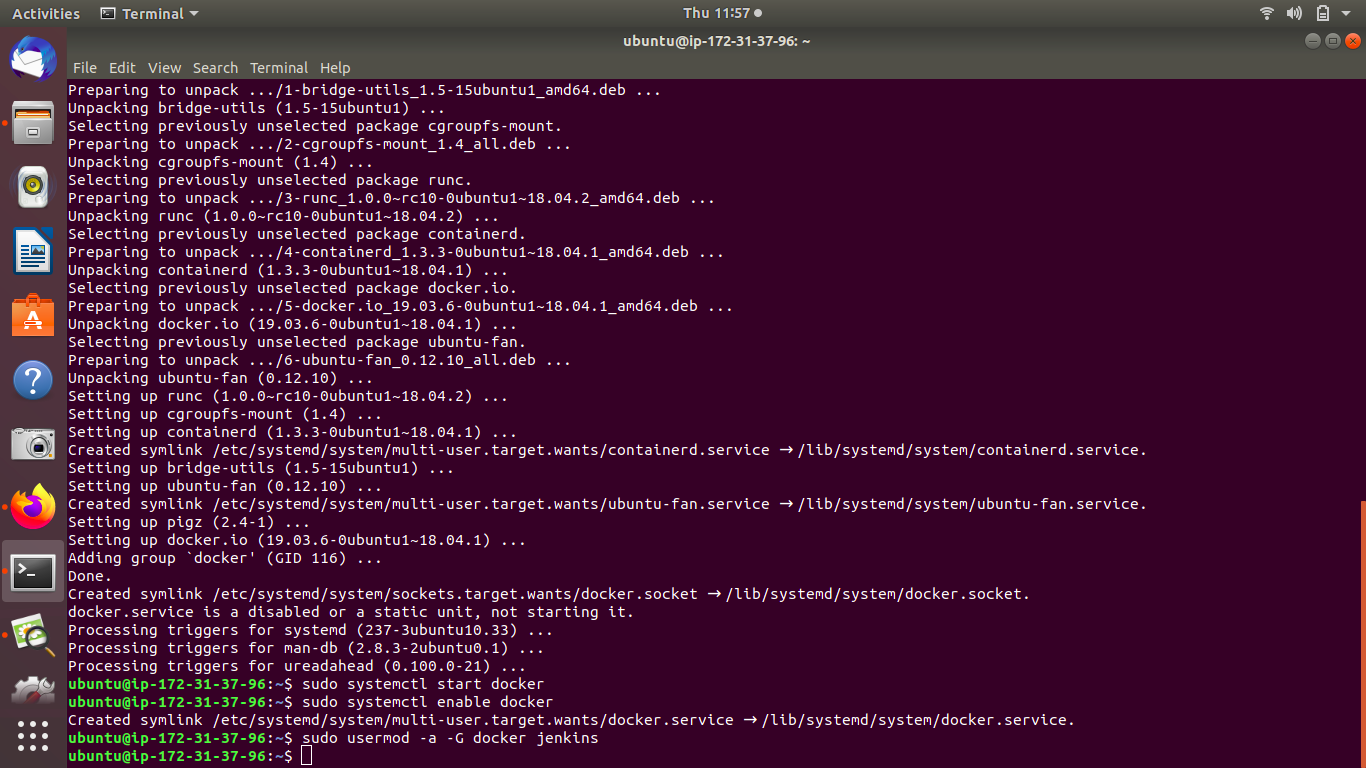 Activities Terminal Thu 11:57
ubuntu@ip-172-31-37-96: ~
File Edit View Search Terminal Help
Preparing to unpack .../1-bridge-utils_1.5-15ubuntu1_amd64.deb ...
Unpacking bridge-utils (1.5-15ubuntu1) ...
Selecting previously unselected package cgroupfs-mount.
Preparing to unpack .../2-cgroupfs-mount_1.4_all.deb ...
Unpacking cgroupfs-mount (1.4) ...
Selecting previously unselected package runc.
Preparing to unpack .../3-runc_1.0.0~rc10-0ubuntu1~18.04.2_amd64.deb ...
Unpacking runc (1.0.0~rc10-0ubuntu1~18.04.2) ...
Selecting previously unselected package containerd.
Preparing to unpack .../4-containerd_1.3.3-0ubuntu1~18.04.1_amd64.deb ...
Unpacking containerd (1.3.3-0ubuntu1~18.04.1) ...
Selecting previously unselected package docker.io.
Preparing to unpack .../5-docker.io_19.03.6-0ubuntu1~18.04.1_amd64.deb ...
Unpacking docker.io (19.03.6-0ubuntu1~18.04.1) ...
Selecting previously unselected package ubuntu-fan.
Preparing to unpack .../6-ubuntu-fan_0.12.10_all.deb ...
Unpacking ubuntu-fan (0.12.10) ...
Setting up runc (1.0.0~rc10-0ubuntu1~18.04.2) ...
Setting up cgroupfs-mount (1.4) ...
Setting up containerd (1.3.3-0ubuntu1~18.04.1) ...
Created symlink /etc/systemd/system/multi-user.target.wants/containerd.service → /lib/systemd/system/containerd.service.
Setting up bridge-utils (1.5-15ubuntu1) ...
Setting up ubuntu-fan (0.12.10) ...
Created symlink /etc/systemd/system/multi-user.target.wants/ubuntu-fan.service → /lib/systemd/system/ubuntu-fan.service.
Setting up pigz (2.4-1) ...
Setting up docker.io (19.03.6-0ubuntu1~18.04.1) ...
Adding group `docker' (GID 116) ...
Done.
Created symlink /etc/systemd/system/sockets.target.wants/docker.socket → /lib/systemd/system/docker.socket.
docker.service is a disabled or a static unit, not starting it.
Processing triggers for systemd (237-3ubuntu10.33) ...
Processing triggers for man-db (2.8.3-2ubuntu0.1) ...
Processing triggers for ureadahead (0.100.0-21) ...
ubuntu@ip-172-31-37-96:~$ sudo systemctl start docker
ubuntu@ip-172-31-37-96:~$ sudo systemctl enable docker
Created symlink /etc/systemd/system/multi-user.target.wants/docker.service → /lib/systemd/system/docker.service.
ubuntu@ip-172-31-37-96:~$ sudo usermod -a -G docker jenkins
ubuntu@ip-172-31-37-96:~$